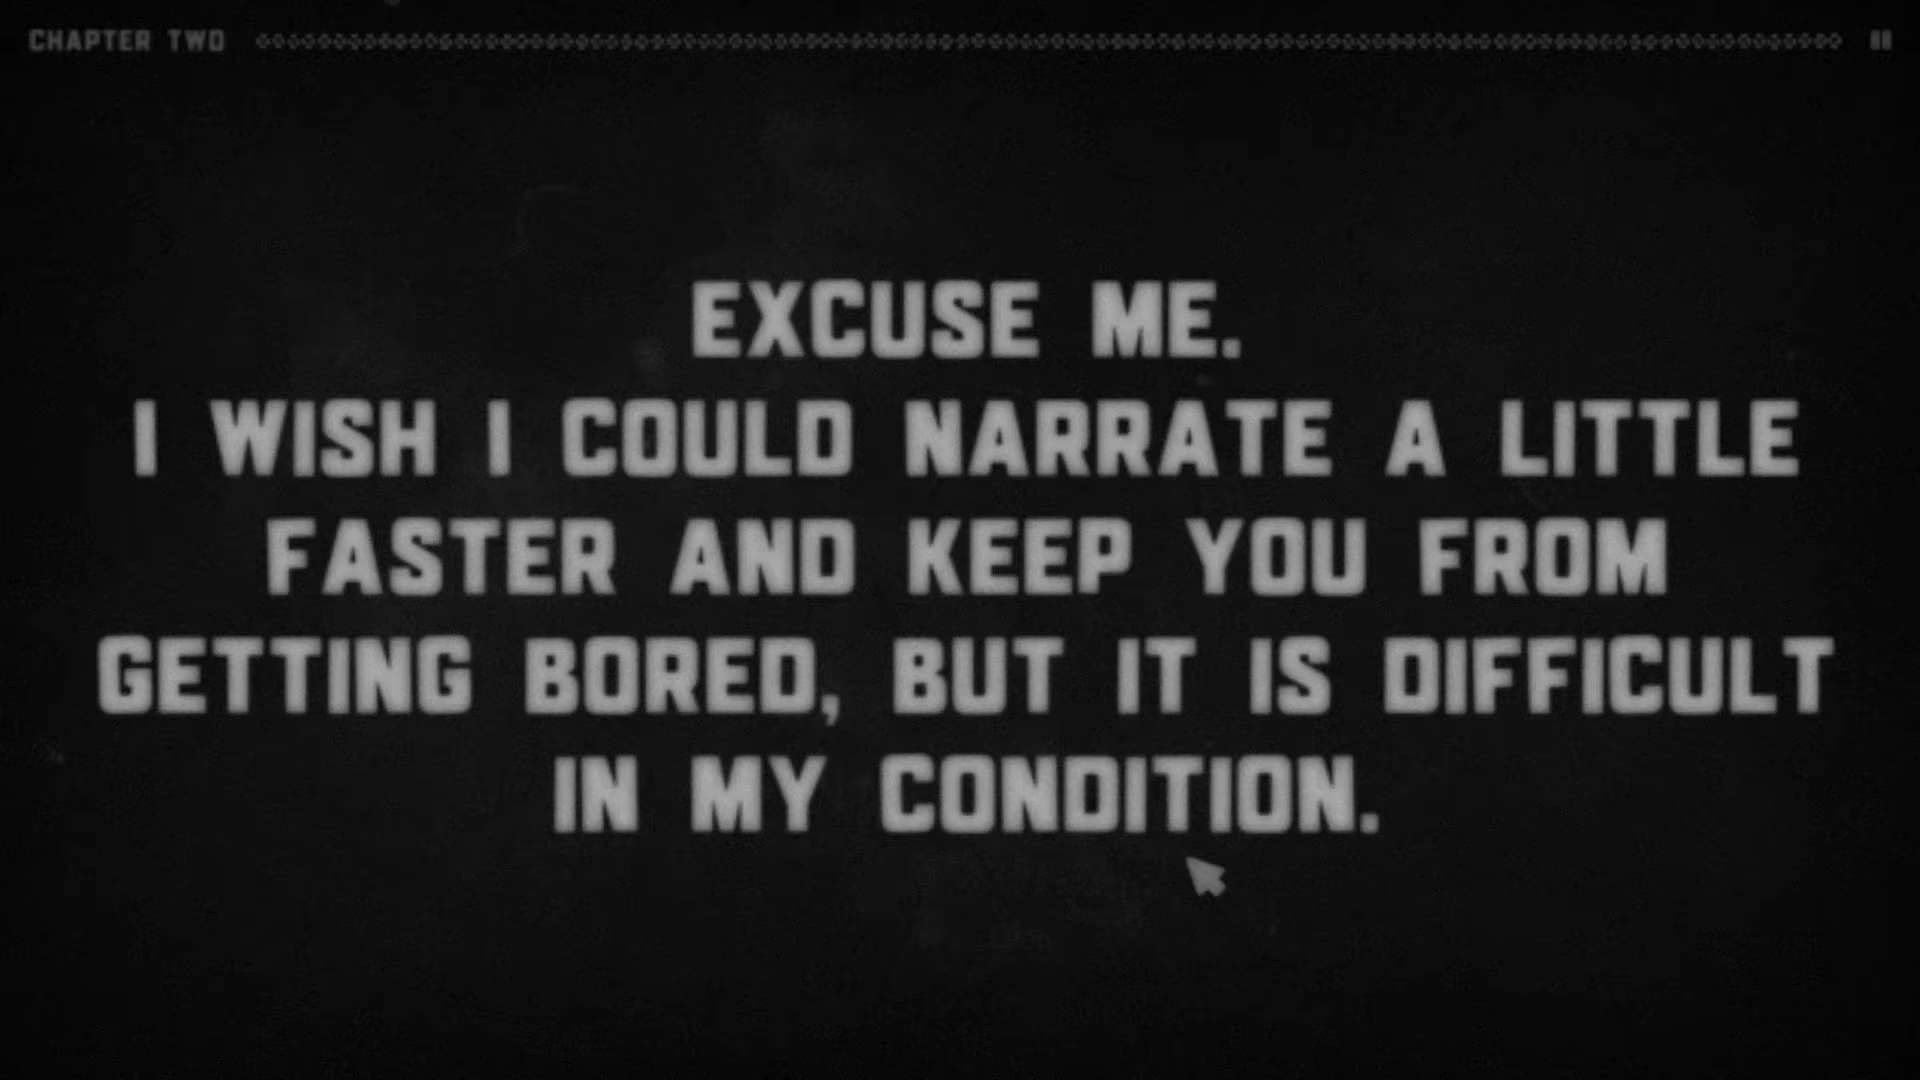 CHAPTER TWO
EXCUSE ME.
I WISH I COULD NARRATE A LITTLE
FASTER AND KEEP YOU FROM
GETTING BORED, BUT IT IS DIFFICULT
IN MY CONDITION.